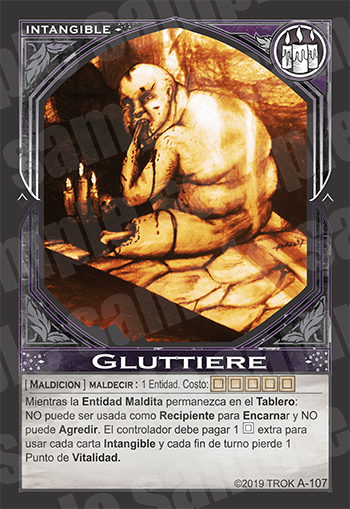 INTANGIBLE
GLUTTIERE
[ MALDICION ] MALDECIR : 1 Entidad. Costo:
Mientras la Entidad Maldita permanezca en el Tablero:
NO puede ser usada como Recipiente para Encarnar y NO
puede Agredir. El controlador debe pagar 1 extra para
usar cada carta Intangible y cada fin de turno pierde 1
Punto de Vitalidad.
©2019 TROK A-107